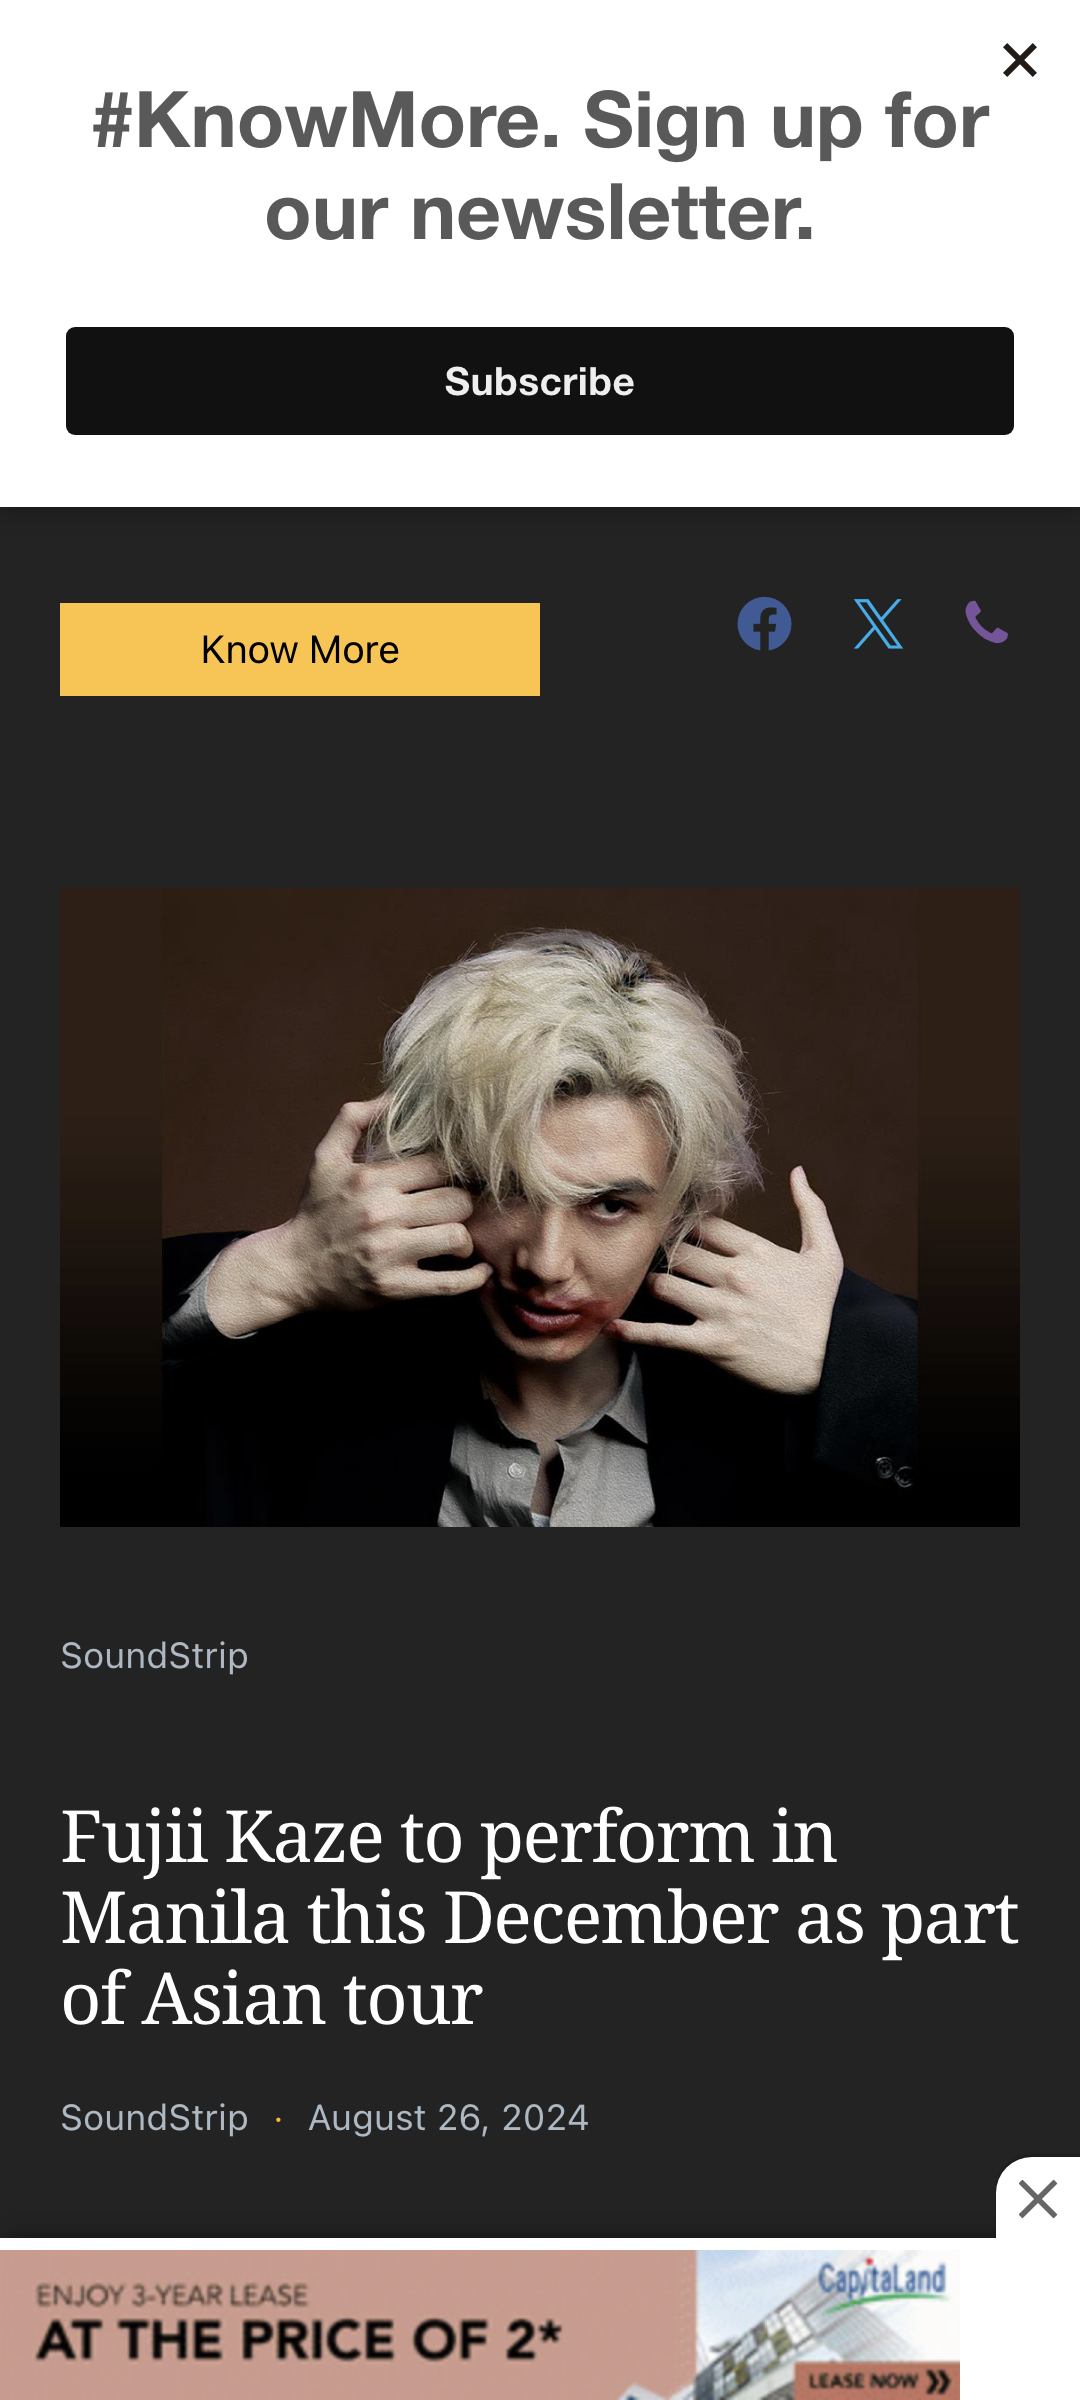 #KnowMore. Sign up for
our newsletter.
Subscribe
Know More
SoundStrip
Fujii Kaze to perform in
Manila this December as part
of Asian tour
SoundStrip · August 26, 2024
ENJOY 3-YEAR LEASE
AT THE PRICE OF 2*
CapitaLand
LEASE NOW